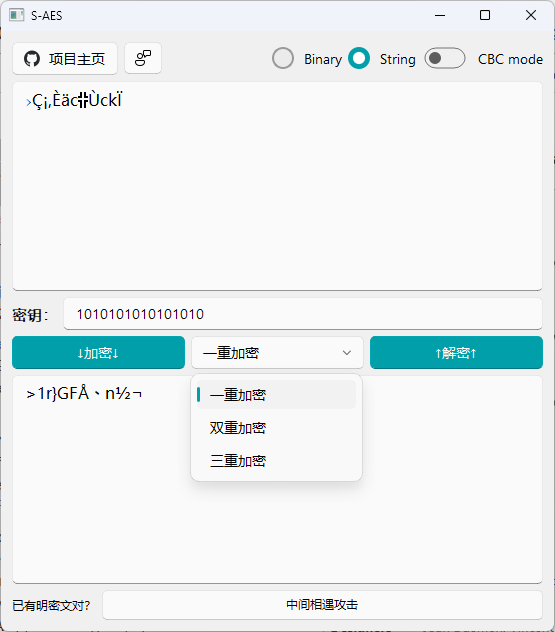 S-AES
项目主页
Binary
String
CBC mode
›Ç¡‚Èäc╬ÙckÏ
密钥：
1010101010101010
↓加密↓
一重加密
↑解密↑
>1r}GFÅ、n½¬
一重加密
双重加密
三重加密
已有明密文对？
中间相遇攻击